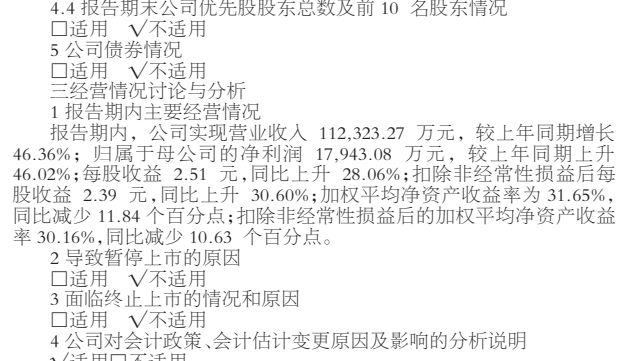 4.4 报告期末公司优先股股东总数及前 10 名股东情况
□适用 √不适用
5 公司债券情况
□适用 √不适用
三经营情况讨论与分析
1 报告期内主要经营情况
报告期内，公司实现营业收入 112,323.27 万元，较上年同期增长
46.36%；归属于母公司的净利润 17,943.08 万元，较上年同期上升
46.02%;每股收益 2.51 元,同比上升 28.06%;扣除非经常性损益后每
股收益 2.39 元,同比上升 30.60%;加权平均净资产收益率为 31.65%,
同比减少 11.84 个百分点;扣除非经常性损益后的加权平均净资产收益
率 30.16%,同比减少 10.63 个百分点。
2 导致暂停上市的原因
□适用 √不适用
3 面临终止上市的情况和原因
□适用 √不适用
4 公司对会计政策、会计估计变更原因及影响的分析说明
√适用□不适用